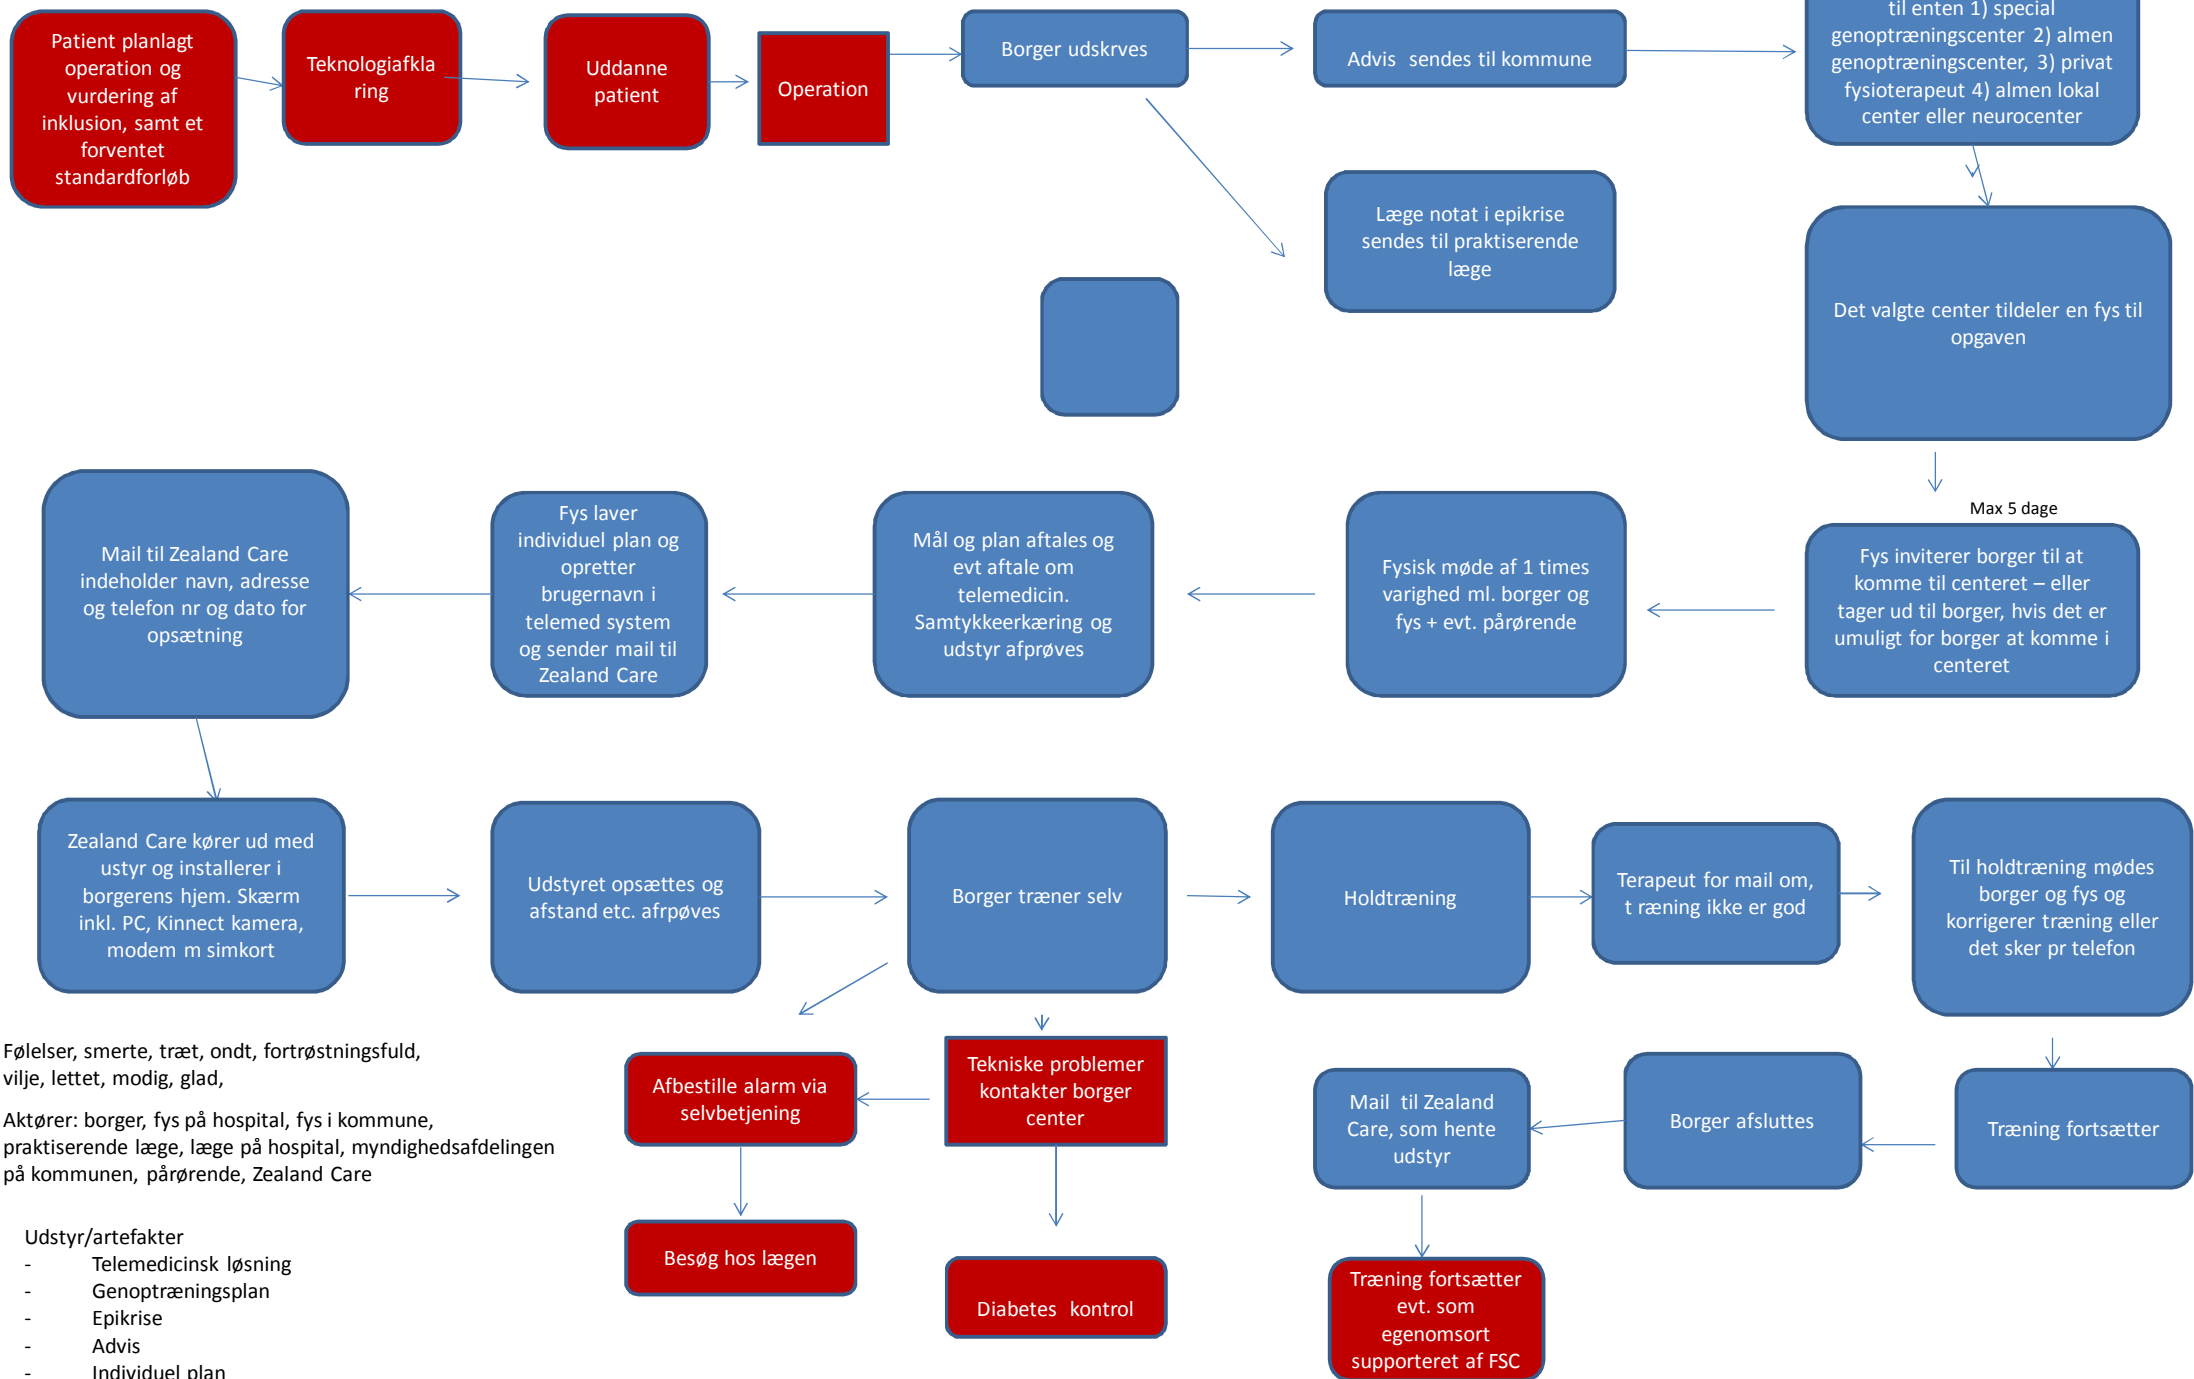 Patient planlagt
operation og
vurdering af
inklusion, samt et
forventet
standardforløb
Teknologiafkla
ring
Uddanne
patient
Operation
Borger udskrves
Advis sendes til kommune
til enten 1) special
genoptræningscenter 2) almen
genoptræningscenter, 3) privat
fysioterapeut 4) almen lokal
center eller neurocenter
Læge notat i epikrise
sendes til praktiserende
læge
Det valgte center tildeler en fys til
opgaven
Max 5 dage
Fys inviterer borger til at
komme til centeret – eller
tager ud til borger, hvis det er
umuligt for borger at komme i
centeret
Fysisk møde af 1 times
varighed ml. borger og
fys + evt. pårørende
Mål og plan aftales og
evt aftale om
telemedicin.
Samtykkeerkæring og
udstyr afprøves
Fys laver
individuel plan og
opretter
brugernavn i
telemed system
og sender mail til
Zealand Care
Mail til Zealand Care
indeholder navn, adresse
og telefon nr og dato for
opsætning
Zealand Care kører ud med
ustyr og installerer i
borgerens hjem. Skærm
inkl. PC, Kinnect kamera,
modem m simkort
Udstyret opsættes og
afstand etc. afrpøves
Borger træner selv
Holdtræning
Terapeut for mail om,
t ræning ikke er god
Til holdtræning mødes
borger og fys og
korrigerer træning eller
det sker pr telefon
Følelser, smerte, træt, ondt, fortrøstningsfuld,
vilje, lettet, modig, glad,
Aktører: borger, fys på hospital, fys i kommune,
praktiserende læge, læge på hospital, myndighedsafdelingen
på kommunen, pårørende, Zealand Care
Afbestille alarm via
selvbetjening
Tekniske problemer
kontakter borger
center
Mail til Zealand
Care, som hente
udstyr
Borger afsluttes
Træning fortsætter
Udstyr/artefakter
- Telemedicinsk løsning
- Genoptræningsplan
- Epikrise
- Advis
- Individuel plan
Besøg hos lægen
Diabetes kontrol
Træning fortsætter
evt. som
egenomsort
supporteret af FSC